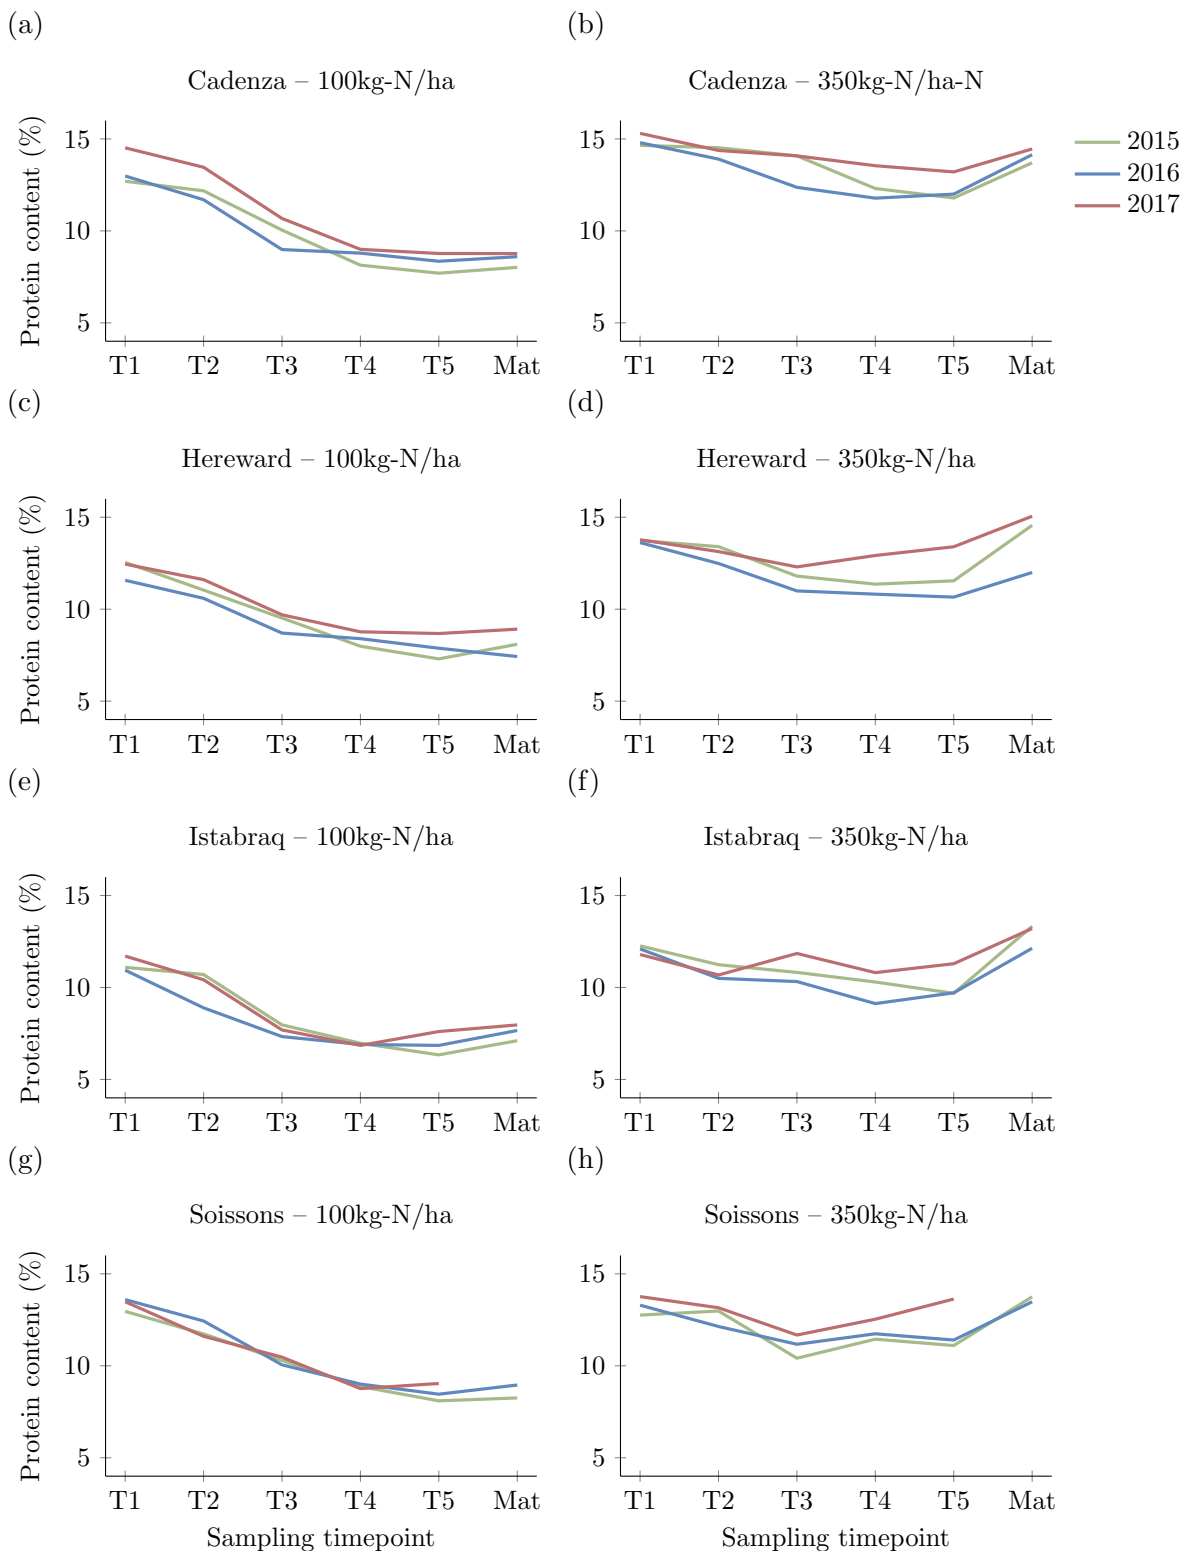 (a)
Cadenza – 100kg-N/ha
Protein content (%)
15
10
5
T1 T2 T3 T4 T5 Mat
(b)
Cadenza – 350kg-N/ha-N
15
10
5
T1 T2 T3 T4 T5 Mat
2015
2016
2017
(c)
Hereward – 100kg-N/ha
Protein content (%)
15
10
5
T1 T2 T3 T4 T5 Mat
(d)
Hereward – 350kg-N/ha
15
10
5
T1 T2 T3 T4 T5 Mat
(e)
Istabraq – 100kg-N/ha
Protein content (%)
15
10
5
T1 T2 T3 T4 T5 Mat
(f)
Istabraq – 350kg-N/ha
15
10
5
T1 T2 T3 T4 T5 Mat
(g)
Soissons – 100kg-N/ha
Protein content (%)
15
10
5
T1 T2 T3 T4 T5 Mat
Sampling timepoint
(h)
Soissons – 350kg-N/ha
15
10
5
T1 T2 T3 T4 T5 Mat
Sampling timepoint